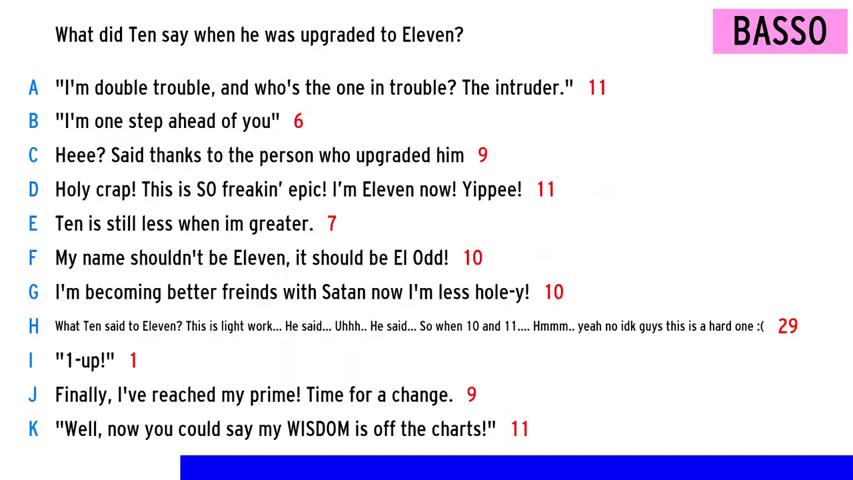 What did Ten say when he was upgraded to Eleven?
BASSO
A "I'm double trouble, and who's the one in trouble? The intruder." 11
B "I'm one step ahead of you" 6
C Heee? Said thanks to the person who upgraded him 9
D Holy crap! This is SO freakin’ epic! I’m Eleven now! Yippee! 11
E Ten is still less when im greater. 7
F My name shouldn't be Eleven, it should be El Odd! 10
G I'm becoming better freinds with Satan now I'm less hole-y! 10
H What Ten said to Eleven? This is light work... He said... Uhhh.. He said... So when 10 and 11.... Hmmm.. yeah no idk guys this is a hard one :( 29
I "1-up!" 1
J Finally, I've reached my prime! Time for a change. 9
K "Well, now you could say my WISDOM is off the charts!" 11